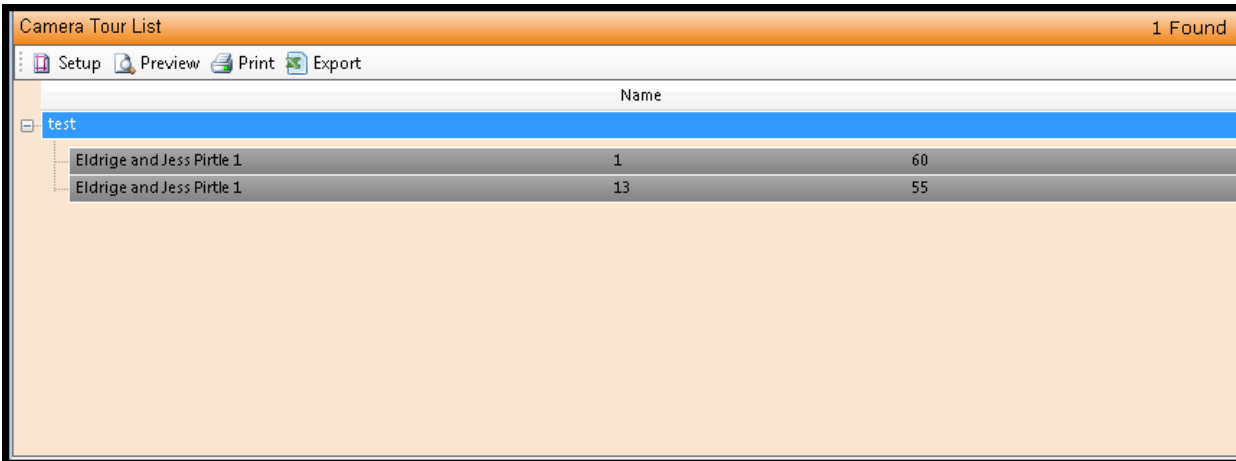 Camera Tour List 1 Found
Setup Preview Print Export
Name
test
Eldrige and Jess Pirtle 1 1 60
Eldrige and Jess Pirtle 1 13 55